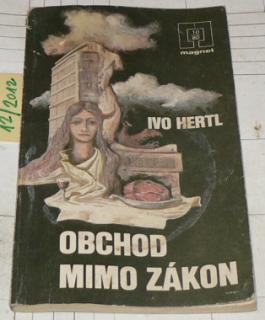 magnet
IVO HERTL
12/2012
OBCHOD
MIMO ZÁKON